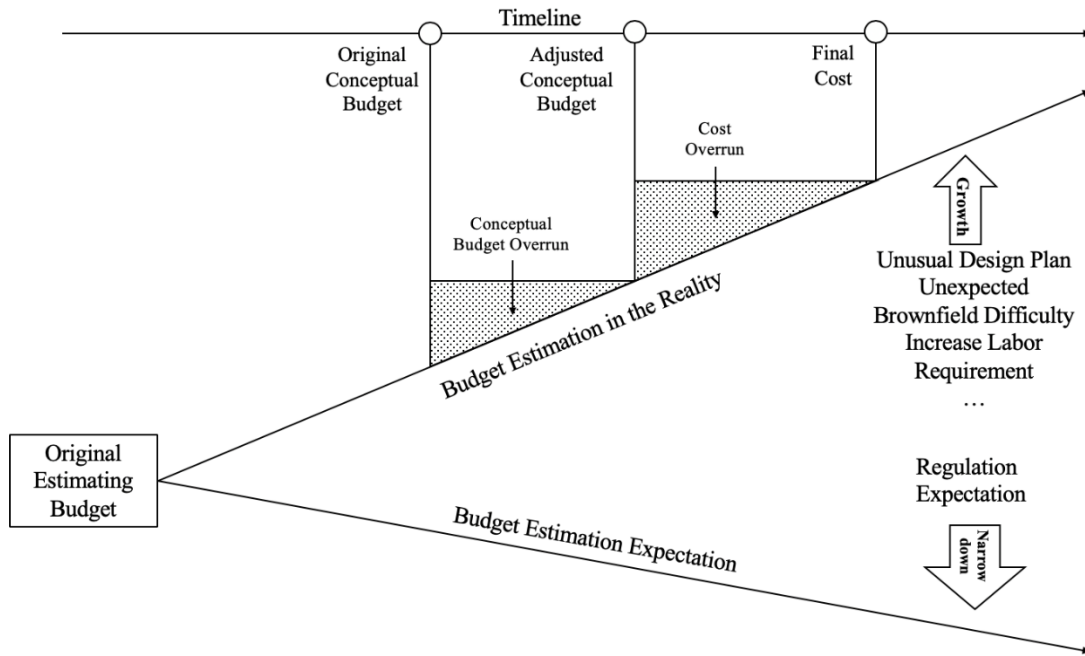 Timeline
Original
Conceptual
Budget
Adjusted
Conceptual
Budget
Final
Cost
Cost
Overrun
Conceptual
Budget Overrun
Growth
Unusual Design Plan
Unexpected
Brownfield Difficulty
Increase Labor
Requirement
…
Budget Estimation in the Reality
Original
Estimating
Budget
Regulation
Expectation
Budget Estimation Expectation
Narrow
down